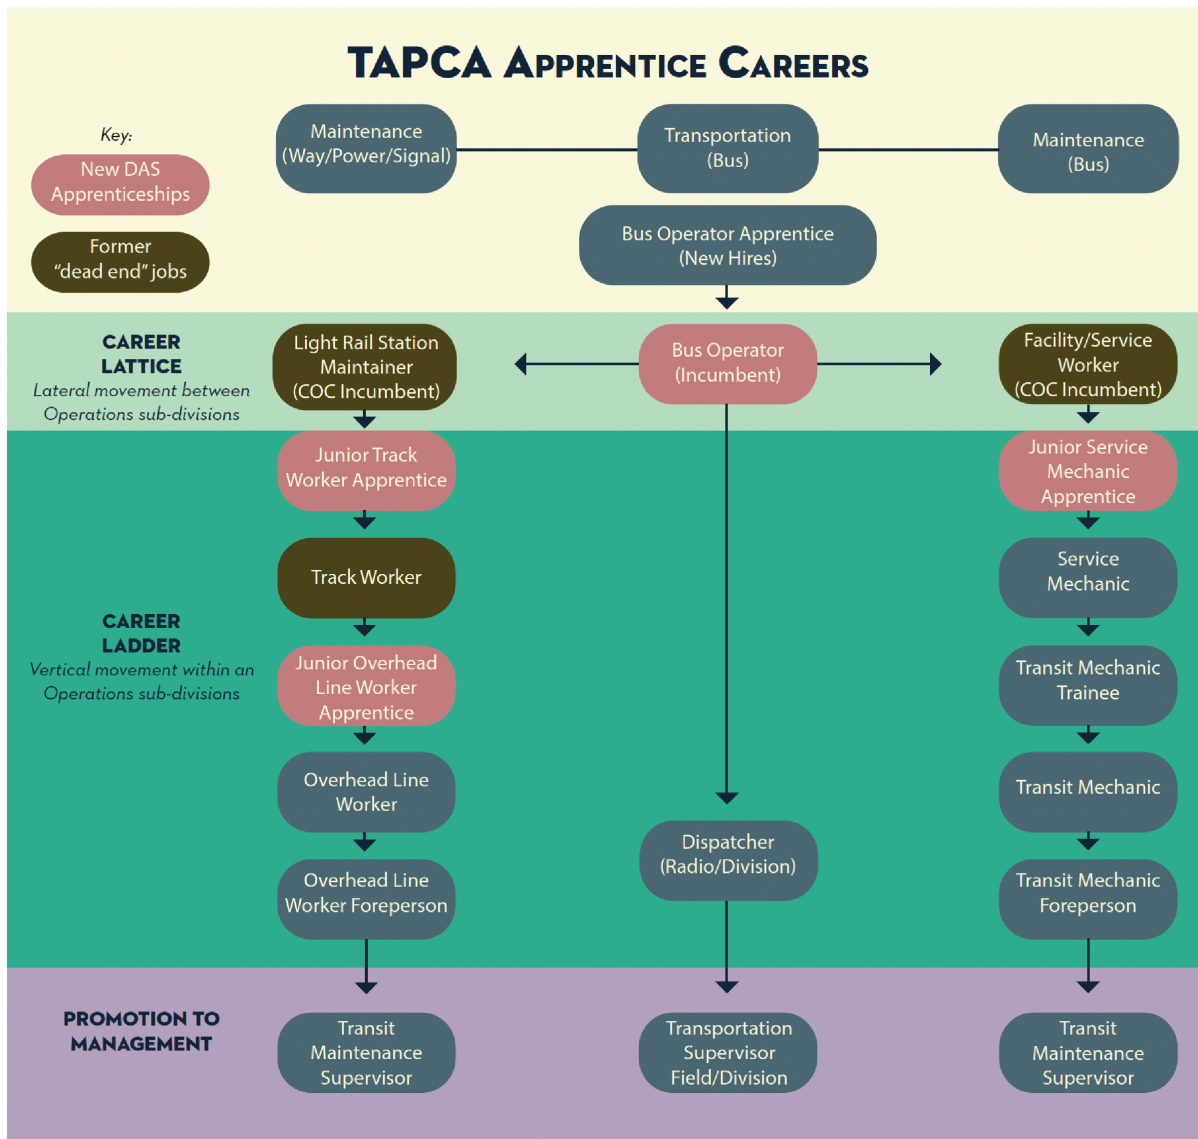 TAPCA Apprentice Careers
Key:
New DAS
Apprenticeships
Former
“dead end” jobs
Maintenance
(Way/Power/Signal)
Transportation
(Bus)
Maintenance
(Bus)
Bus Operator Apprentice
(New Hires)
CAREER
LATTICE
Lateral movement between
Operations sub-divisions
Light Rail Station
Maintainer
(COC Incumbent)
Bus Operator
(Incumbent)
Facility/Service
Worker
(COC Incumbent)
CAREER
LADDER
Vertical movement within an
Operations sub-divisions
Junior Track
Worker Apprentice
Track Worker
Junior Overhead
Line Worker
Apprentice
Overhead Line
Worker
Overhead Line
Worker Foreperson
Dispatcher
(Radio/Division)
Junior Service
Mechanic
Apprentice
Service
Mechanic
Transit Mechanic
Trainee
Transit Mechanic
Transit Mechanic
Foreperson
PROMOTION TO
MANAGEMENT
Transit
Maintenance
Supervisor
Transportation
Supervisor
Field/Division
Transit
Maintenance
Supervisor